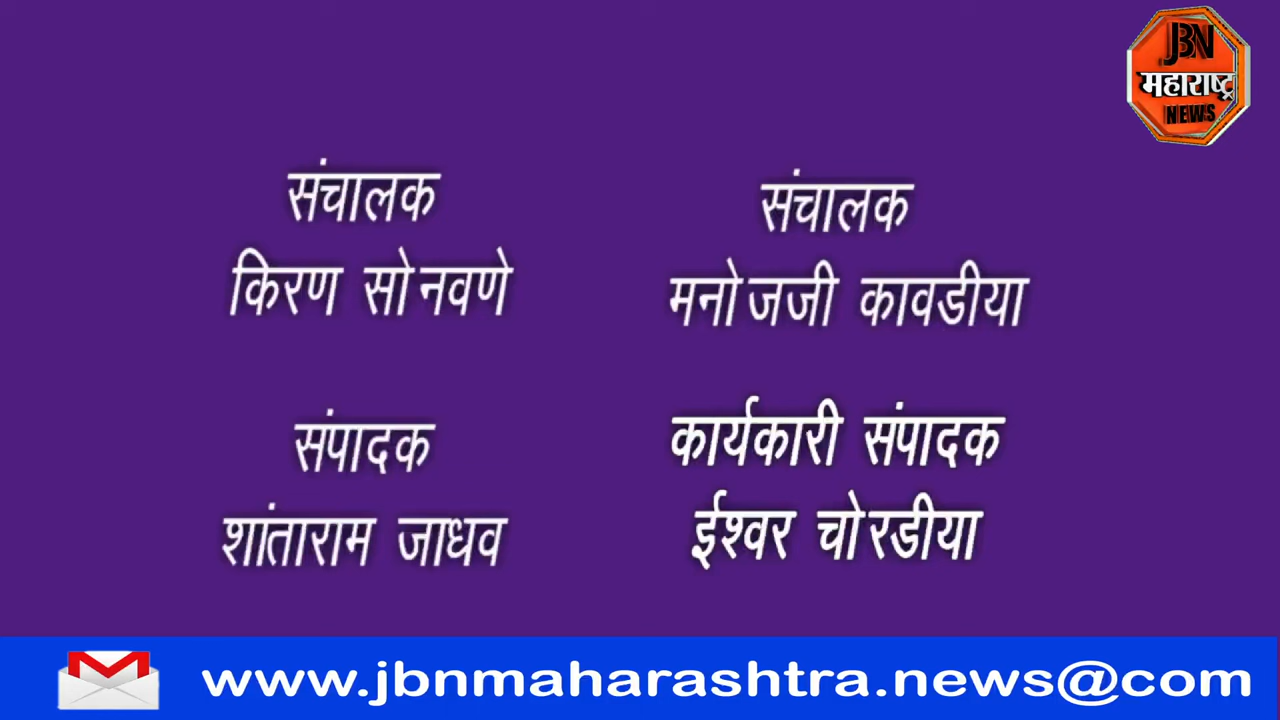 JBN
महाराष्ट्र
NEWS
संचालक
किरण सोनवणे
संचालक
मनोजजी कावडीया
संपादक
शांताराम जाधव
कार्यकारी संपादक
ईश्वर चोरडीया
www.jbnmaharashtra.news@com